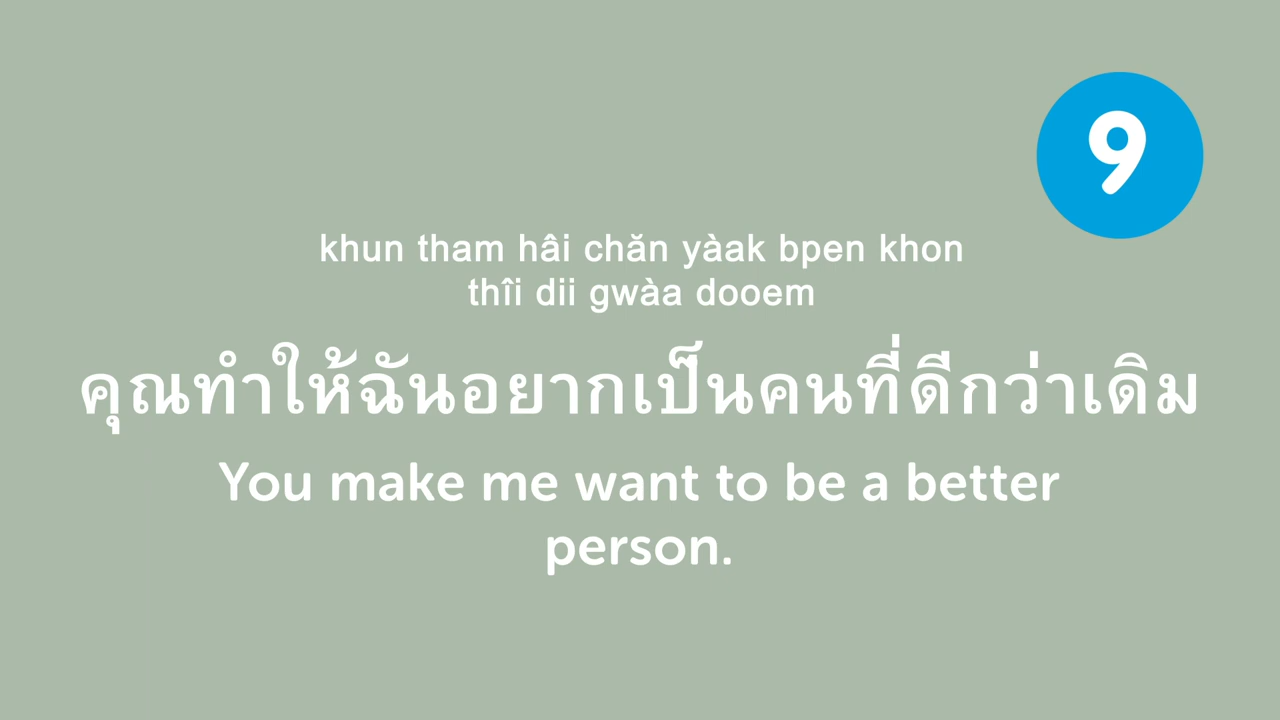 9
khun tham hâi chăn yàak bpen khon
thîi dii gwàa dooem
คุณทำให้ฉันอยากเป็นคนที่ดีกว่าเดิม
You make me want to be a better
person.